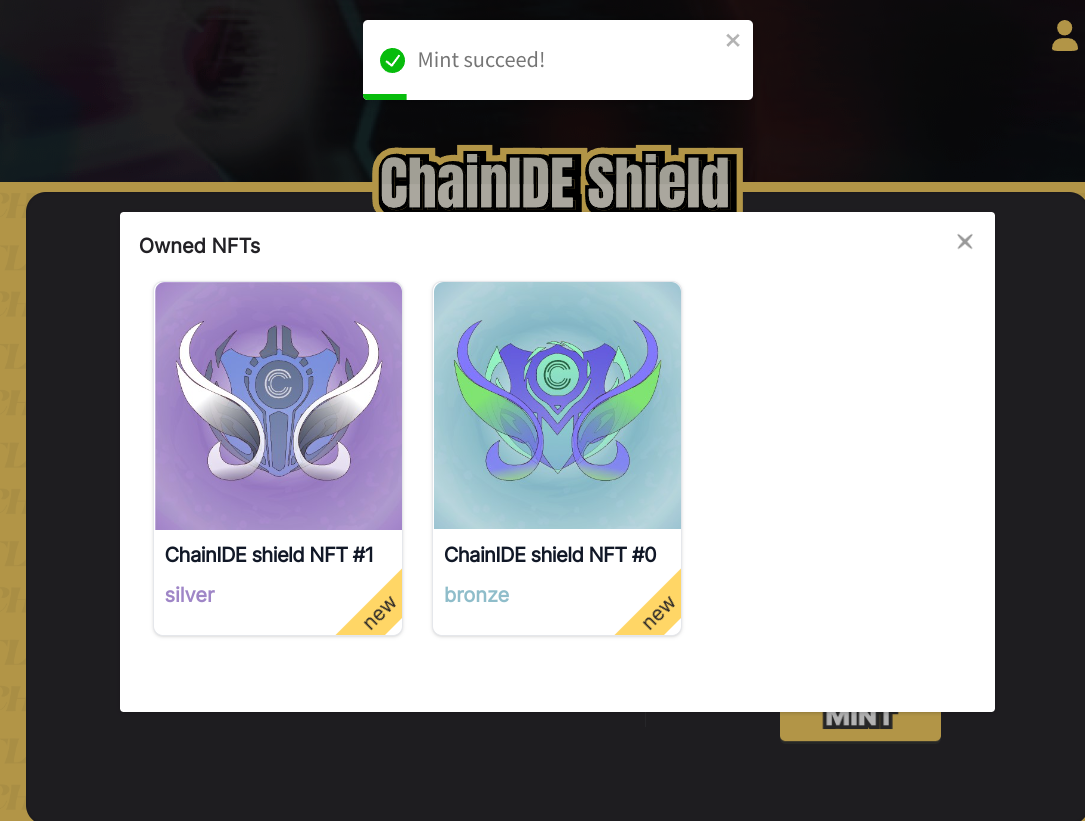 Mint succeed!
ChainIDE Shield
Owned NFTs
ChainIDE shield NFT #1
silver
new
ChainIDE shield NFT #0
bronze
new
MINT